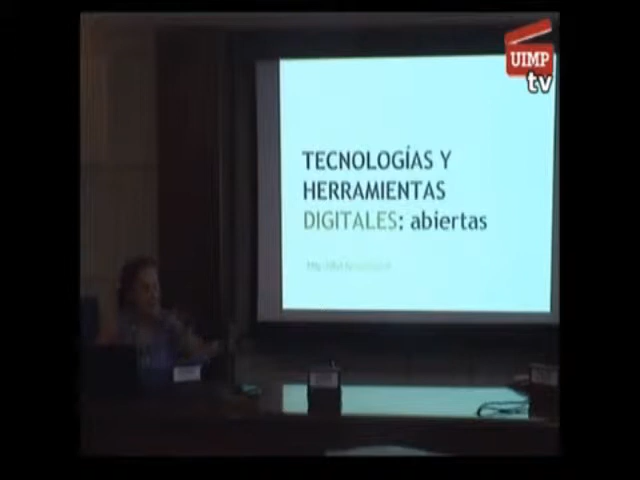 UIMP
tv
TECNOLOGÍAS Y
HERRAMIENTAS
DIGITALES: abiertas